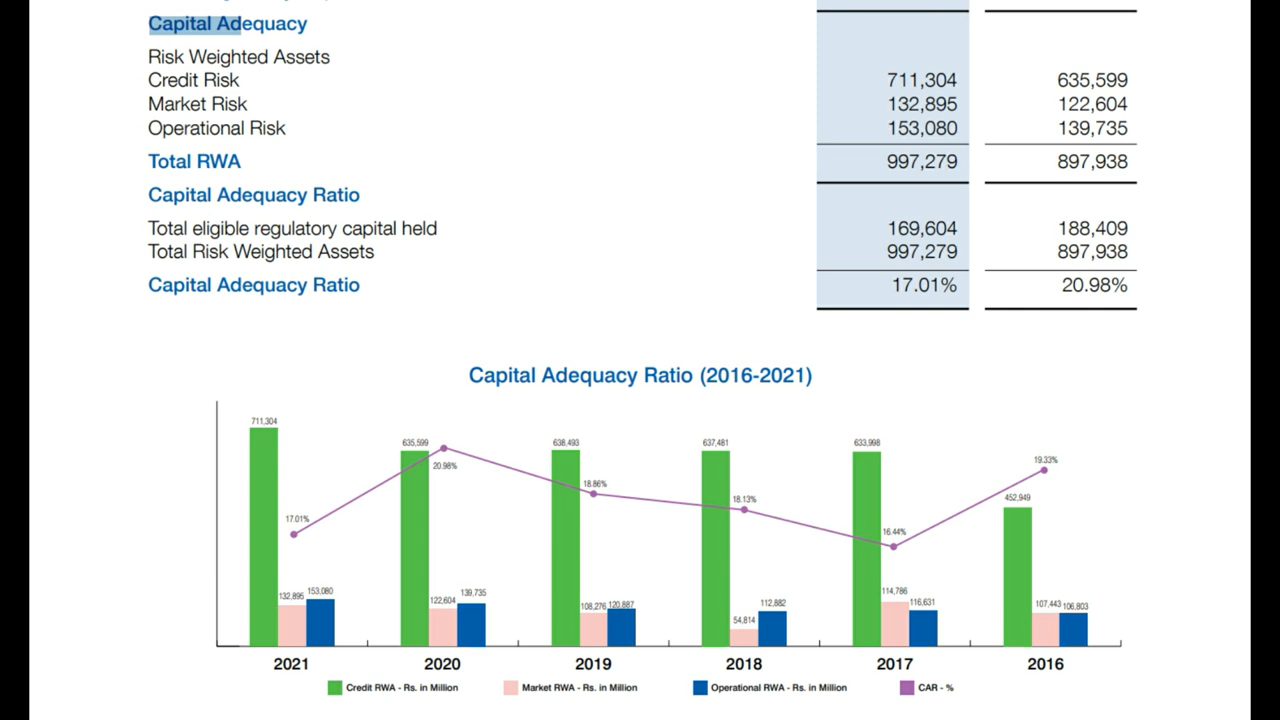 Capital Adequacy
Risk Weighted Assets
Credit Risk 711,304 635,599
Market Risk 132,895 122,604
Operational Risk 153,080 139,735
Total RWA 997,279 897,938
Capital Adequacy Ratio
Total eligible regulatory capital held 169,604 188,409
Total Risk Weighted Assets 997,279 897,938
Capital Adequacy Ratio 17.01% 20.98%
Capital Adequacy Ratio (2016-2021)
711,304
635,599 638,493 637,481 633,998
20.98% 18.86% 18.13% 19.33%
17.01% 16.44% 452,949
132,895 153,080 122,604 139,735 108,276 120,887 54,814 112,882 114,786 116,631 107,443 106,803
2021 2020 2019 2018 2017 2016
Credit RWA - Rs. in Million Market RWA - Rs. in Million Operational RWA - Rs. in Million CAR - %